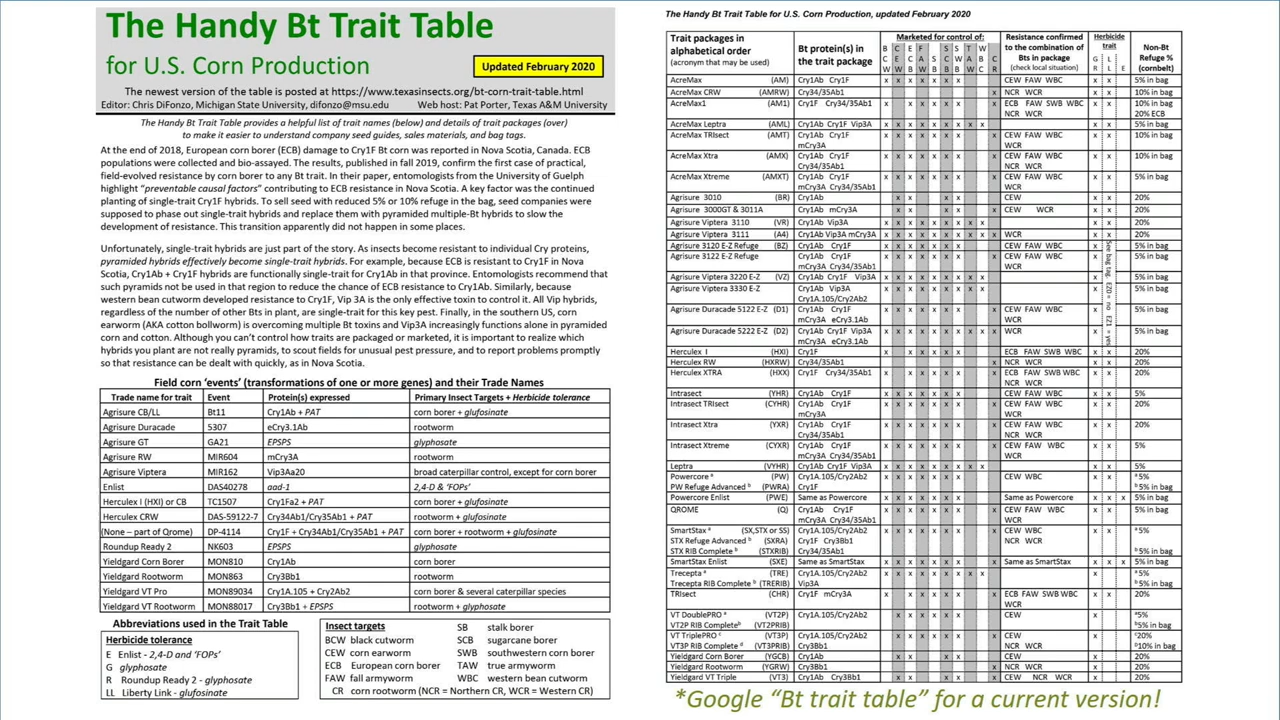 The Handy Bt Trait Table
for U.S. Corn Production
Updated February 2020
The newest version of the table is posted at https://www.texasinsects.org/bt-corn-trait-table.html
Editor: Chris DiFonzo, Michigan State University, difonzo@msu.edu Web host: Pat Porter, Texas A&M University
The Handy Bt Trait Table provides a helpful list of trait names (below) and details of trait packages (over)
to make it easier to understand company seed guides, sales materials, and bag tags.
At the end of 2018, European corn borer (ECB) damage to Cry1F Bt corn was reported in Nova Scotia, Canada. ECB
populations were collected and bio-assayed. The results, published in fall 2019, confirm the first case of practical,
field-evolved resistance by corn borer to any Bt trait. In their paper, entomologists from the University of Guelph
highlight “preventable causal factors” contributing to ECB resistance in Nova Scotia. A key factor was the continued
planting of single-trait Cry1F hybrids. To sell seed with reduced 5% or 10% refuge in the bag, seed companies were
supposed to phase out single-trait hybrids and replace them with pyramided multiple-Bt hybrids to slow the
development of resistance. This transition apparently did not happen in some places.
Unfortunately, single-trait hybrids are just part of the story. As insects become resistant to individual Cry proteins,
pyramided hybrids effectively become single-trait hybrids. For example, because ECB is resistant to Cry1F in Nova
Scotia, Cry1Ab + Cry1F hybrids are functionally single-trait for Cry1Ab in that province. Entomologists recommend that
such pyramids not be used in that region to reduce the chance of ECB resistance to Cry1Ab. Similarly, because
western bean cutworm developed resistance to Cry1F, Vip 3A is the only effective toxin to control it. All Vip hybrids,
regardless of the number of other Bts in plant, are single-trait for this key pest. Finally, in the southern US, corn
earworm (AKA cotton bollworm) is overcoming multiple Bt toxins and Vip3A increasingly functions alone in pyramided
corn and cotton. Although you can’t control how traits are packaged or marketed, it is important to realize which
hybrids you plant are not really pyramids, to scout fields for unusual pest pressure, and to report problems promptly
so that resistance can be dealt with quickly, as in Nova Scotia.
Field corn ‘events’ (transformations of one or more genes) and their Trade Names
Trade name for trait Event Protein(s) expressed Primary Insect Targets + Herbicide tolerance
Agrisure CB/LL Bt11 Cry1Ab + PAT corn borer + glufosinate
Agrisure Duracade 5307 eCry3.1Ab rootworm
Agrisure GT GA21 EPSPS glyphosate
Agrisure RW MIR604 mCry3A rootworm
Agrisure Viptera MIR162 Vip3Aa20 broad caterpillar control, except for corn borer
Enlist DAS40278 aad-1 2,4-D & ‘FOPs’
Herculex I (HXI) or CB TC1507 Cry1Fa2 + PAT corn borer + glufosinate
Herculex CRW DAS-59122-7 Cry34Ab1/Cry35Ab1 + PAT rootworm + glufosinate
(None – part of Qrome) DP-4114 Cry1F + Cry34Ab1/Cry35Ab1 + PAT corn borer + rootworm + glufosinate
Roundup Ready 2 NK603 EPSPS glyphosate
Yieldgard Corn Borer MON810 Cry1Ab corn borer
Yieldgard Rootworm MON863 Cry3Bb1 rootworm
Yieldgard VT Pro MON89034 Cry1A.105 + Cry2Ab2 corn borer & several caterpillar species
Yieldgard VT Rootworm MON88017 Cry3Bb1 + EPSPS rootworm + glyphosate
Abbreviations used in the Trait Table
Herbicide tolerance
E Enlist - 2,4-D and ‘FOPs’
G glyphosate
R Roundup Ready 2 - glyphosate
LL Liberty Link - glufosinate
Insect targets SB stalk borer
BCW black cutworm SCB sugarcane borer
CEW corn earworm SWB southwestern corn borer
ECB European corn borer TAW true armyworm
FAW fall armyworm WBC western bean cutworm
CR corn rootworm (NCR = Northern CR, WCR = Western CR)
The Handy Bt Trait Table for U.S. Corn Production, updated February 2020
Trait packages in alphabetical order (acronym that may be used) Bt protein(s) in the trait package Marketed for control of: Resistance confirmed to the combination of Bts in package (check local situation) Herbicide trait Non-Bt Refuge % (cornbelt)
BCW CEW ECB FAW SB SCB SWB TAW WBC CR GR LL E
AcreMax (AM) Cry1Ab Cry1F x x x x x x x CEW FAW WBC x x 5% in bag
AcreMax CRW (AMRW) Cry34/35Ab1 x NCR WCR x x 10% in bag
AcreMax1 (AM1) Cry1F Cry34/35Ab1 x x x x x x x ECB FAW SWB WBC x x 10% in bag
NCR WCR 20% ECB
AcreMax Leptra (AML) Cry1Ab Cry1F Vip3A x x x x x x x x x x x 5% in bag
AcreMax TRIsect (AMT) Cry1Ab Cry1F x x x x x x x x CEW FAW WBC x x 10% in bag
mCry3A WCR
AcreMax Xtra (AMX) Cry1Ab Cry1F x x x x x x x x CEW FAW WBC x x 10% in bag
Cry34/35Ab1 NCR WCR
AcreMax Xtreme (AMXT) Cry1Ab Cry1F x x x x x x x x CEW FAW WBC x x 5% in bag
mCry3A Cry34/35Ab1 WCR
Agrisure 3010 (BR) Cry1Ab x x x x CEW x x 20%
Agrisure 3000GT & 3011A Cry1Ab mCry3A x x x x x CEW WCR x x 20%
Agrisure Viptera 3110 (VR) Cry1Ab Vip3A x x x x x x x x x x x 20%
Agrisure Viptera 3111 (A4) Cry1Ab Vip3A mCry3A x x x x x x x x x x WCR x x 20%
Agrisure 3120 E-Z Refuge (BZ) Cry1Ab Cry1F x x x x x x x CEW FAW WBC x 5% in bag
Agrisure 3122 E-Z Refuge Cry1Ab Cry1F x x x x x x x x CEW FAW WBC x 5% in bag
mCry3A Cry34/35Ab1 WCR
Agrisure Viptera 3220 E-Z (VZ) Cry1Ab Cry1F Vip3A x x x x x x x x x x 5% in bag
Agrisure Viptera 3330 E-Z Cry1Ab Vip3A x x x x x x x x x x 5% in bag
Cry1A.105/Cry2Ab2
Agrisure Duracade 5122 E-Z (D1) Cry1Ab Cry1F x x x x x x x x CEW FAW WBC x 5% in bag
mCry3A eCry3.1Ab WCR
Agrisure Duracade 5222 E-Z (D2) Cry1Ab Cry1F Vip3A x x x x x x x x x x WCR x 5% in bag
mCry3A eCry3.1Ab
See bag tag. EZ0 = no EZ1 = yes
Herculex I (HXI) Cry1F x x x x x x ECB FAW SWB WBC x x 20%
Herculex RW (HXRW) Cry34/35Ab1 x NCR WCR x x 20%
Herculex XTRA (HXX) Cry1F Cry34/35Ab1 x x x x x x x ECB FAW SWB WBC x x 20%
NCR WCR
Intrasect (YHR) Cry1Ab Cry1F x x x x x x x CEW FAW WBC x x 5%
Intrasect TRIsect (CYHR) Cry1Ab Cry1F x x x x x x x x CEW FAW WBC x x 20%
mCry3A WCR
Intrasect Xtra (YXR) Cry1Ab Cry1F x x x x x x x x CEW FAW WBC x x 20%
Cry34/35Ab1 NCR WCR
Intrasect Xtreme (CYXR) Cry1Ab Cry1F x x x x x x x x CEW FAW WBC x x 5%
mCry3A Cry34/35Ab1 WCR
Leptra (VYHR) Cry1Ab Cry1F Vip3A x x x x x x x x x x x 5%
Powercore a (PW) Cry1A.105/Cry2Ab2 x x x x x x x CEW WBC x x a 5%
PW Refuge Advanced b (PWRA) Cry1F b 5% in bag
Powercore Enlist (PWE) Same as Powercore x x x x x x x Same as Powercore x x x 5% in bag
QROME (Q) Cry1Ab Cry1F x x x x x x x x CEW FAW WBC x x 5% in bag
mCry3A Cry34/35Ab1 WCR
SmartStax a (SX,STX or SS) Cry1A.105/Cry2Ab2 x x x x x x x x CEW WBC x x a 5%
STX Refuge Advanced b (SXRA) Cry1F Cry3Bb1 NCR WCR
STX RIB Complete b (STXRIB) Cry34/35Ab1 b 5% in bag
SmartStax Enlist (SXE) Same as SmartStax x x x x x x x x Same as SmartStax x x x 5% in bag
Trecepta a (TRE) Cry1A.105/Cry2Ab2 x x x x x x x x x x a 5%
Trecepta RIB Complete b (TRERIB) Vip3A b 5% in bag
TRIsect (CHR) Cry1F mCry3A x x x x x x x ECB FAW SWB WBC x x 20%
WCR
VT DoublePRO a (VT2P) Cry1A.105/Cry2Ab2 x x x x x x CEW x a5%
VT2P RIB Complete b (VT2PRIB) b5% in bag
VT TriplePRO c (VT3P) Cry1A.105/Cry2Ab2 x x x x x x x CEW x c20%
VT3P RIB Complete d (VT3PRIB) Cry3Bb1 NCR WCR b10% in bag
Yieldgard Corn Borer (YGCB) Cry1Ab x x x x CEW x 20%
Yieldgard Rootworm (YGRW) Cry3Bb1 x NCR WCR x 20%
Yieldgard VT Triple (VT3) Cry1Ab Cry3Bb1 x x x x x CEW NCR WCR x 20%
*Google “Bt trait table” for a current version!